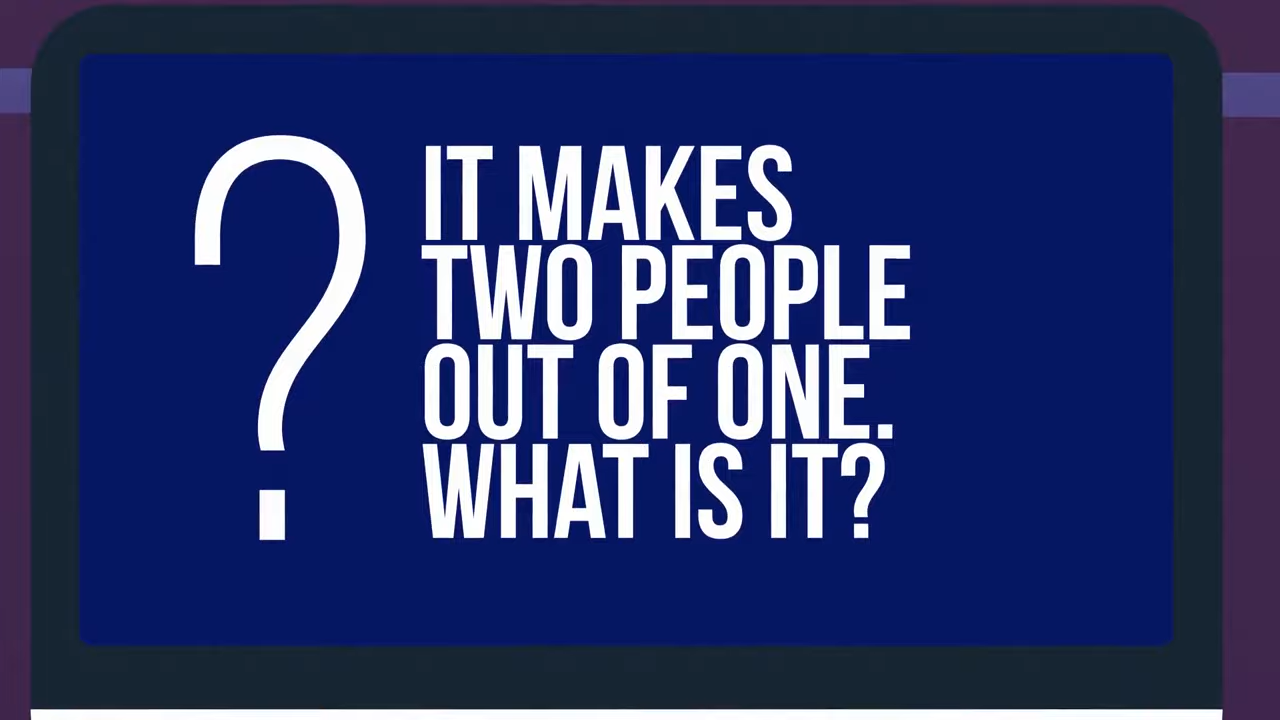 ?
IT MAKES
TWO PEOPLE
OUT OF ONE.
WHAT IS IT?